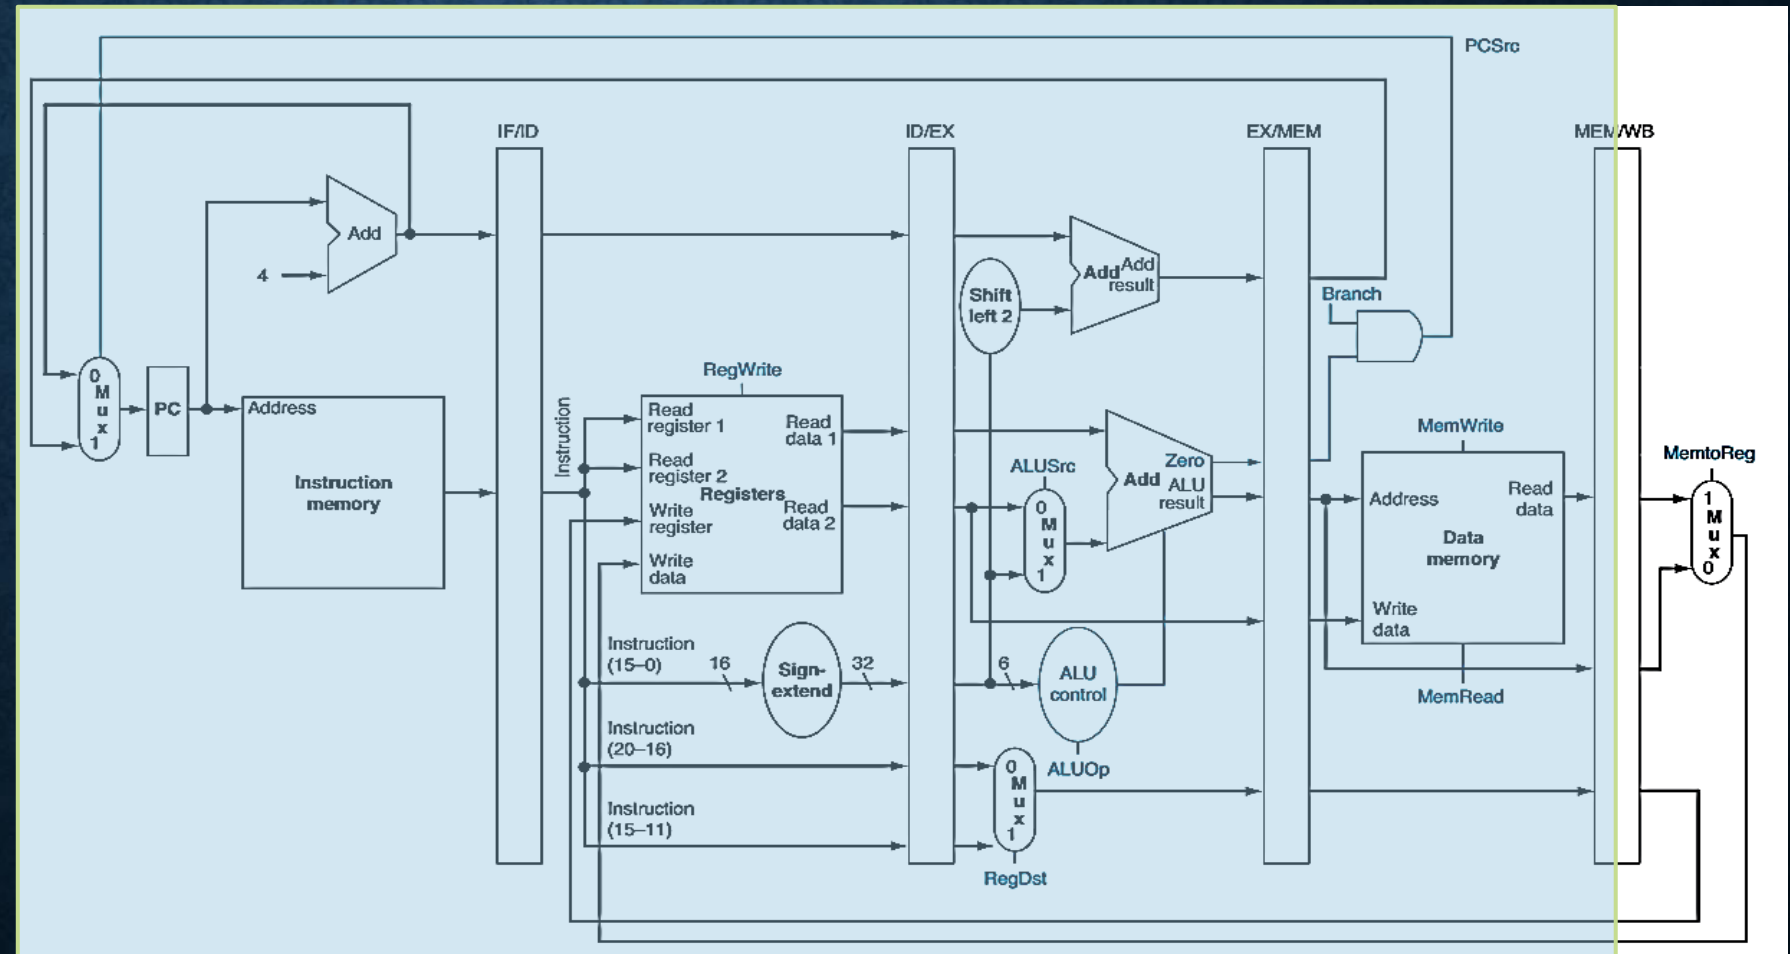 PCSrc
IF/ID
ID/EX
EX/MEM
MEM/WB
Add
4
Add Add
result
Shift
left 2
Branch
0
M
u
x
1
PC
Address
Instruction
memory
Instruction
RegWrite
Read
register 1
Read
register 2
Write
register
Write
data
Registers
Read
data 1
Read
data 2
ALUSrc
0
M
u
x
1
Add
Zero
ALU
result
MemWrite
Address
Read
data
Data
memory
Write
data
MemRead
MemtoReg
1
M
u
x
0
Instruction
(15–0)
16
Sign-
extend
32
6
ALU
control
ALUOp
Instruction
(20–16)
Instruction
(15–11)
0
M
u
x
1
RegDst